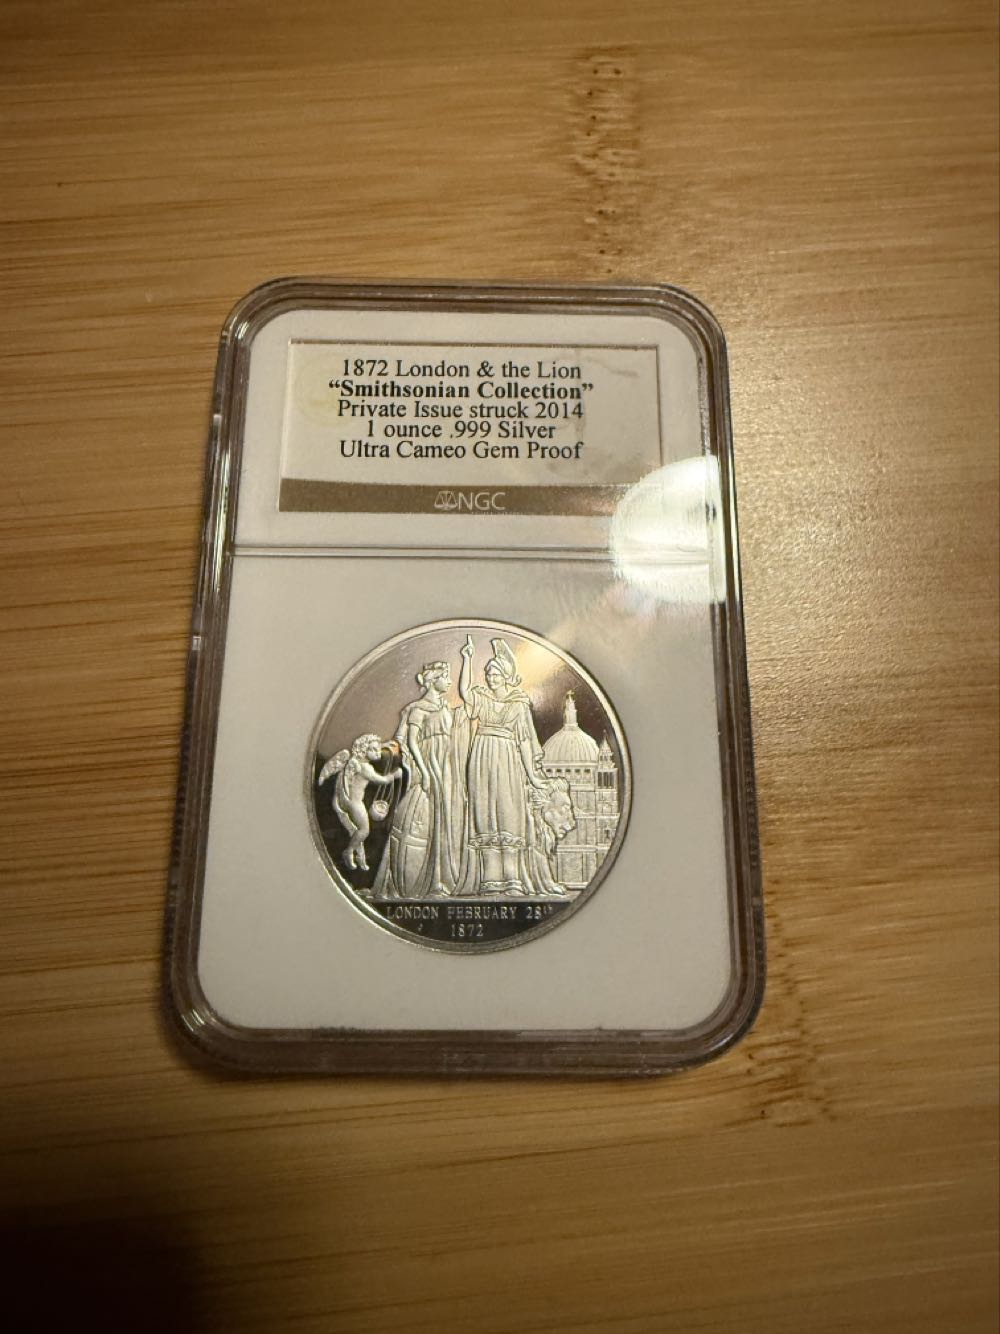 1872 London & the Lion
“Smithsonian Collection”
Private Issue struck 2014
1 ounce .999 Silver
Ultra Cameo Gem Proof
NGC
LONDON FEBRUARY 28TH
1872